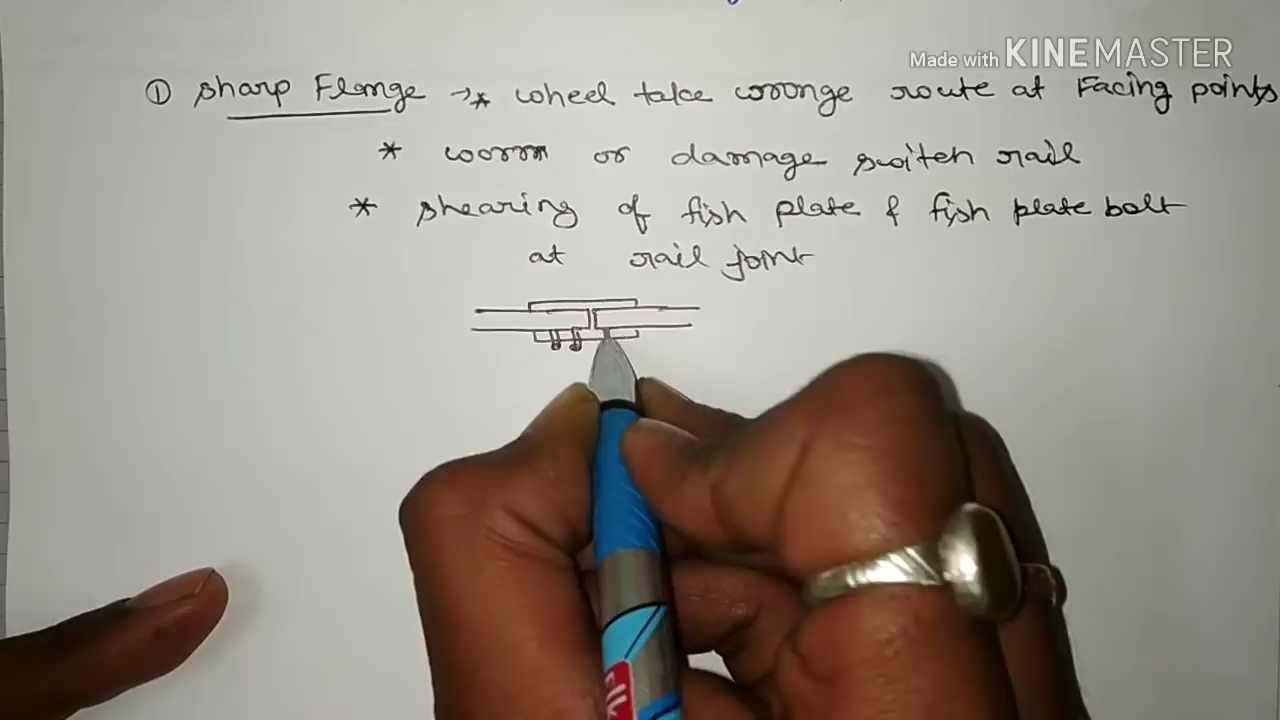 Made with KINEMASTER
① Sharp Flange → * wheel take wronge route at Facing points
* worm or damage switch rail
* shearing of fish plate & fish plate bolt
at rail joint